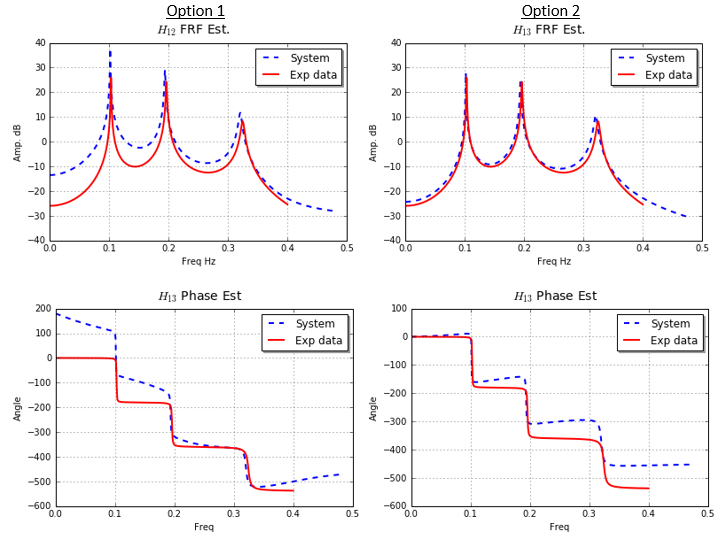 Option 1
Option 2
H₁₂ FRF Est.
H₁₃ FRF Est.
40
30
20
10
0
−10
−20
−30
−40
Amp. dB
System
Exp data
0.0 0.1 0.2 0.3 0.4 0.5
Freq Hz
40
30
20
10
0
−10
−20
−30
−40
Amp. dB
System
Exp data
0.0 0.1 0.2 0.3 0.4 0.5
Freq Hz
H₁₃ Phase Est
200
100
0
−100
−200
−300
−400
−500
−600
Angle
System
Exp data
0.0 0.1 0.2 0.3 0.4 0.5
Freq
H₁₃ Phase Est
100
0
−100
−200
−300
−400
−500
−600
Angle
System
Exp data
0.0 0.1 0.2 0.3 0.4 0.5
Freq